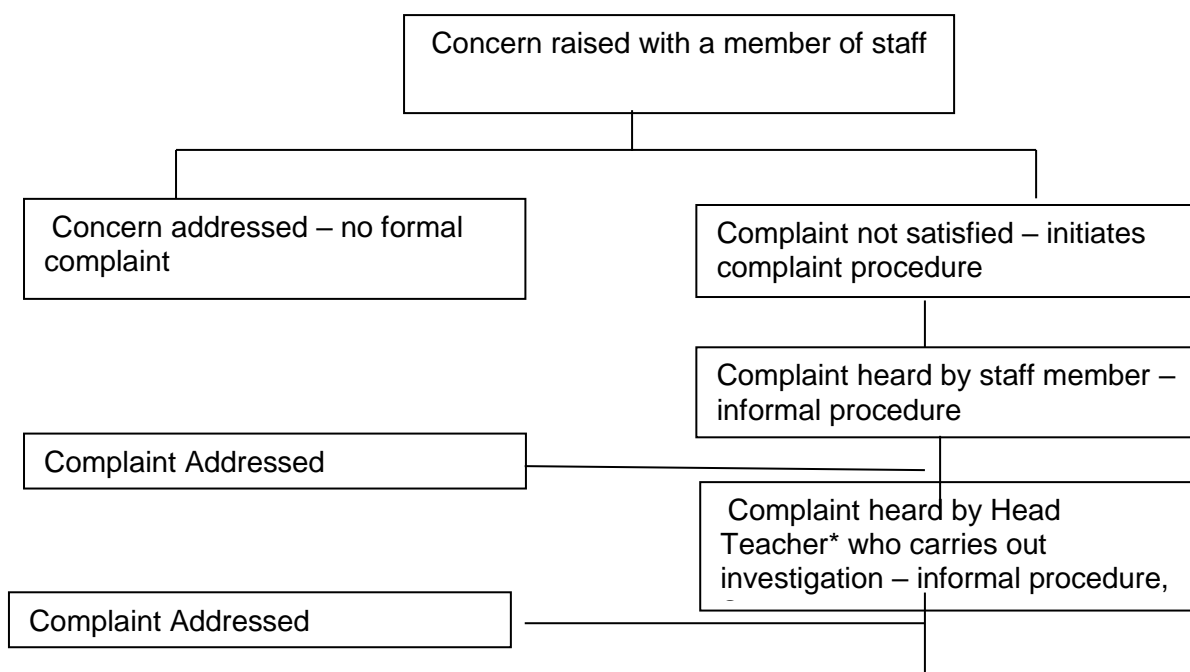 Concern raised with a member of staff
Concern addressed – no formal
complaint
Complaint not satisfied – initiates
complaint procedure
Complaint heard by staff member –
informal procedure
Complaint Addressed
Complaint heard by Head
Teacher* who carries out
investigation – informal procedure,
Complaint Addressed